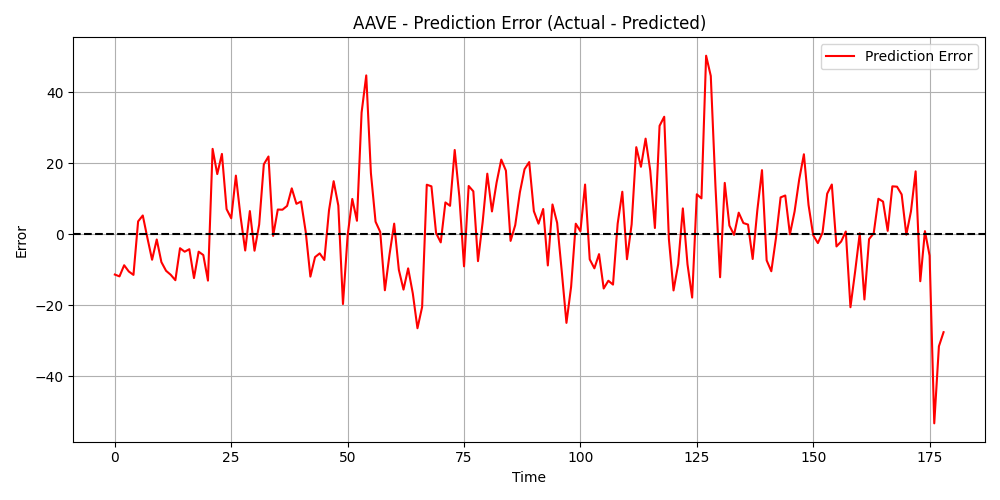 AAVE - Prediction Error (Actual - Predicted)
Prediction Error
40
20
0
−20
−40
Error
0 25 50 75 100 125 150 175
Time